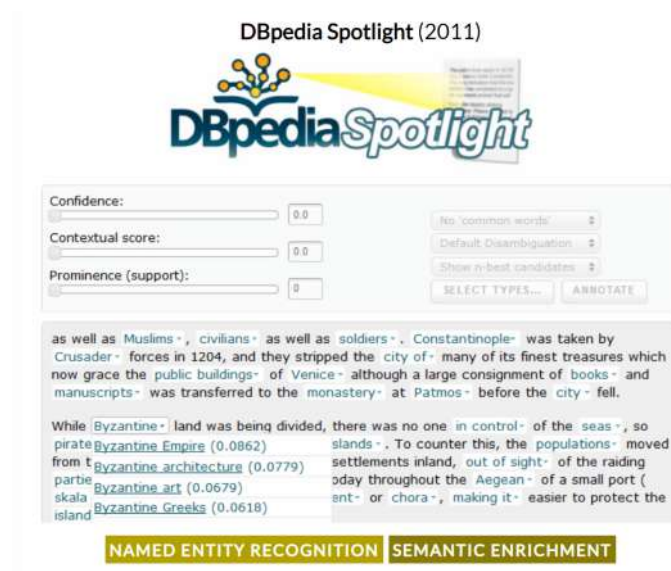 DBpedia Spotlight (2011)
DBpedia Spotlight
Confidence:
0.0
No 'common words'
Contextual score:
0.0
Default Disambiguation
Prominence (support):
0
Show n-best candidates
SELECT TYPES...
ANNOTATE
as well as Muslims , civilians as well as soldiers . Constantinople was taken by
Crusader forces in 1204, and they stripped the city of many of its finest treasures which
now grace the public buildings of Venice although a large consignment of books and
manuscripts was transferred to the monastery at Patmos before the city fell.
While Byzantine land was being divided, there was no one in control of the seas , so
pirate slands . To counter this, the populations moved
Byzantine Empire (0.0862)
from t settlements inland, out of sight of the raiding
Byzantine architecture (0.0779)
partie oday throughout the Aegean of a small port (
Byzantine art (0.0679)
skala ent or chora , making it easier to protect the
Byzantine Greeks (0.0618)
island
NAMED ENTITY RECOGNITION
SEMANTIC ENRICHMENT